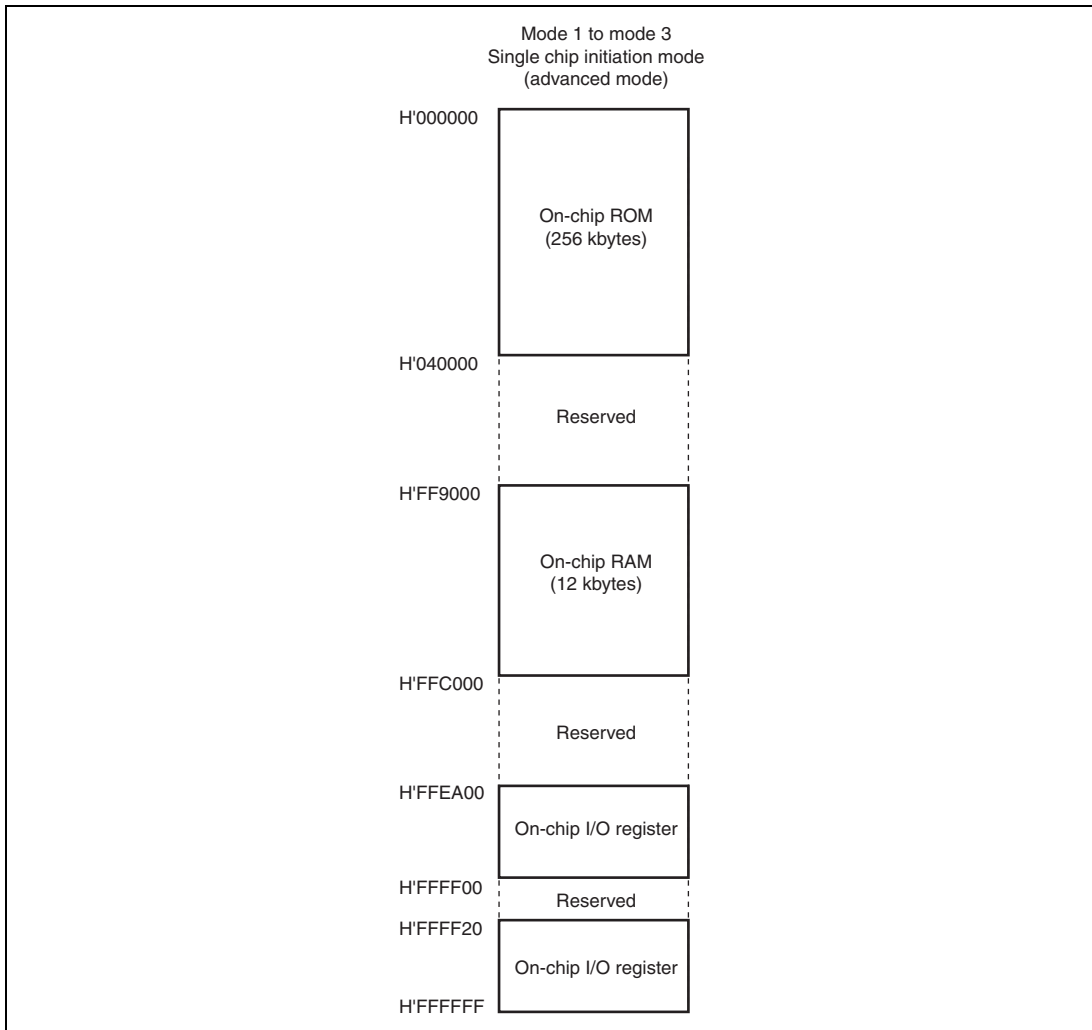 Mode 1 to mode 3
Single chip initiation mode
(advanced mode)
H'000000
On-chip ROM
(256 kbytes)
H'040000
Reserved
H'FF9000
On-chip RAM
(12 kbytes)
H'FFC000
Reserved
H'FFEA00
On-chip I/O register
H'FFFF00
Reserved
H'FFFF20
On-chip I/O register
H'FFFFFF